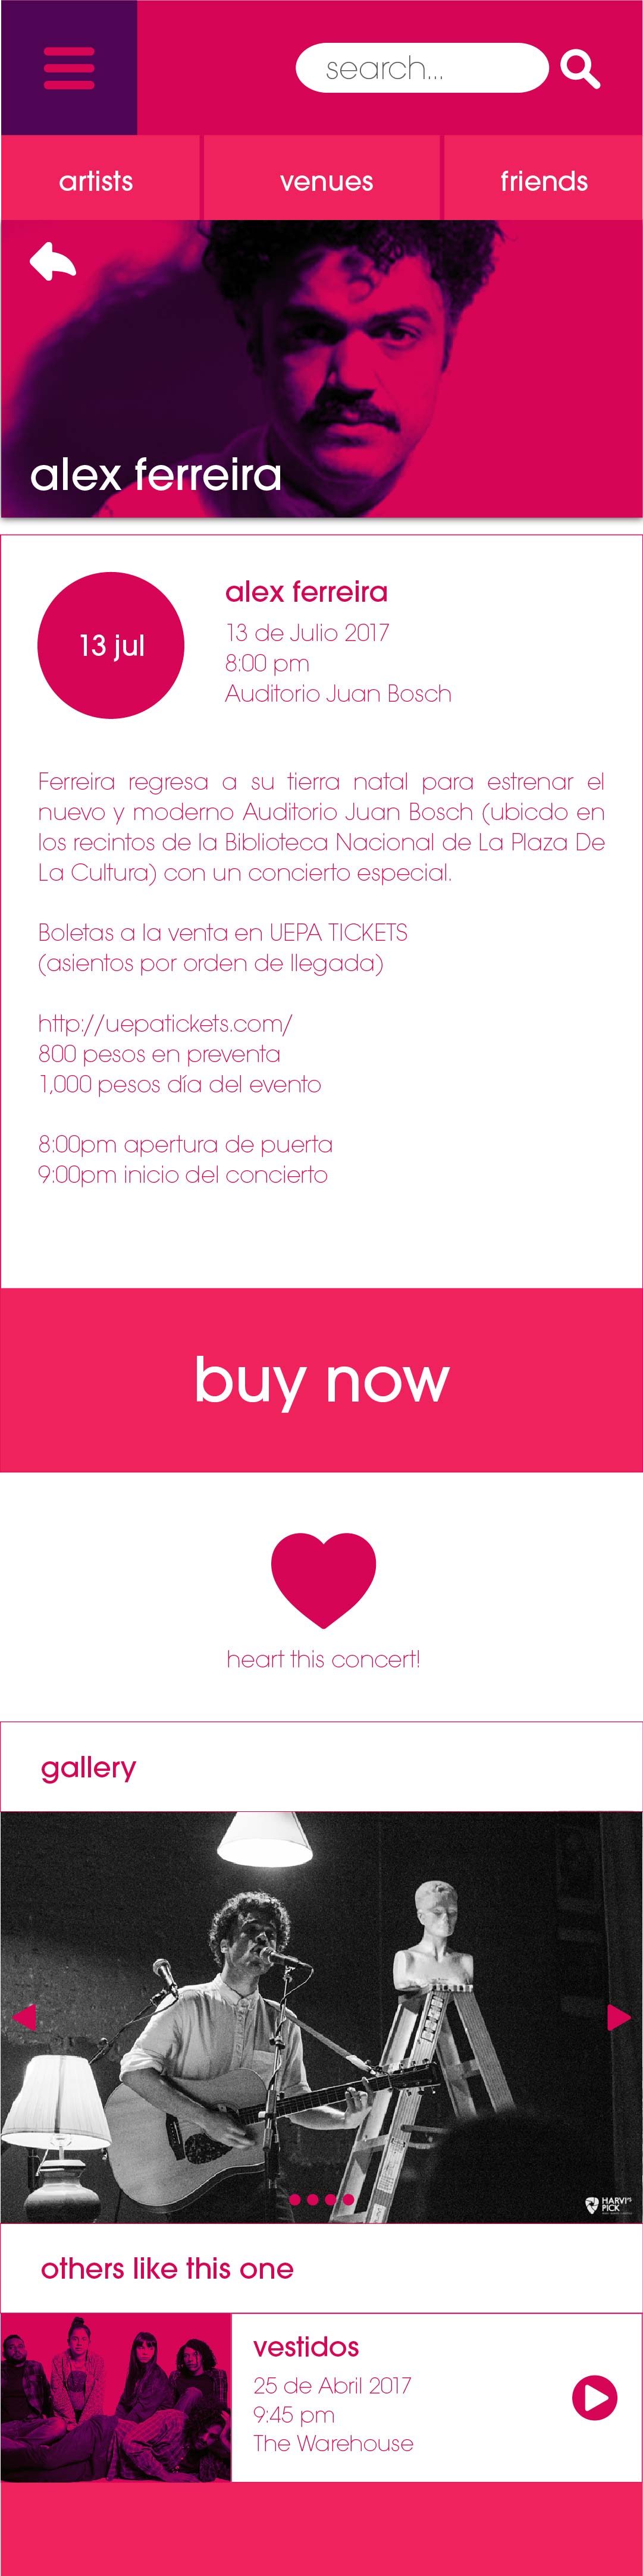 search...
artists
venues
friends
alex ferreira
13 jul
alex ferreira
13 de Julio 2017
8:00 pm
Auditorio Juan Bosch
Ferreira regresa a su tierra natal para estrenar el
nuevo y moderno Auditorio Juan Bosch (ubicdo en
los recintos de la Biblioteca Nacional de La Plaza De
La Cultura) con un concierto especial.
Boletas a la venta en UEPA TICKETS
(asientos por orden de llegada)
http://uepatickets.com/
800 pesos en preventa
1,000 pesos día del evento
8:00pm apertura de puerta
9:00pm inicio del concierto
buy now
heart this concert!
gallery
HARVI'S
PICK
others like this one
vestidos
25 de Abril 2017
9:45 pm
The Warehouse